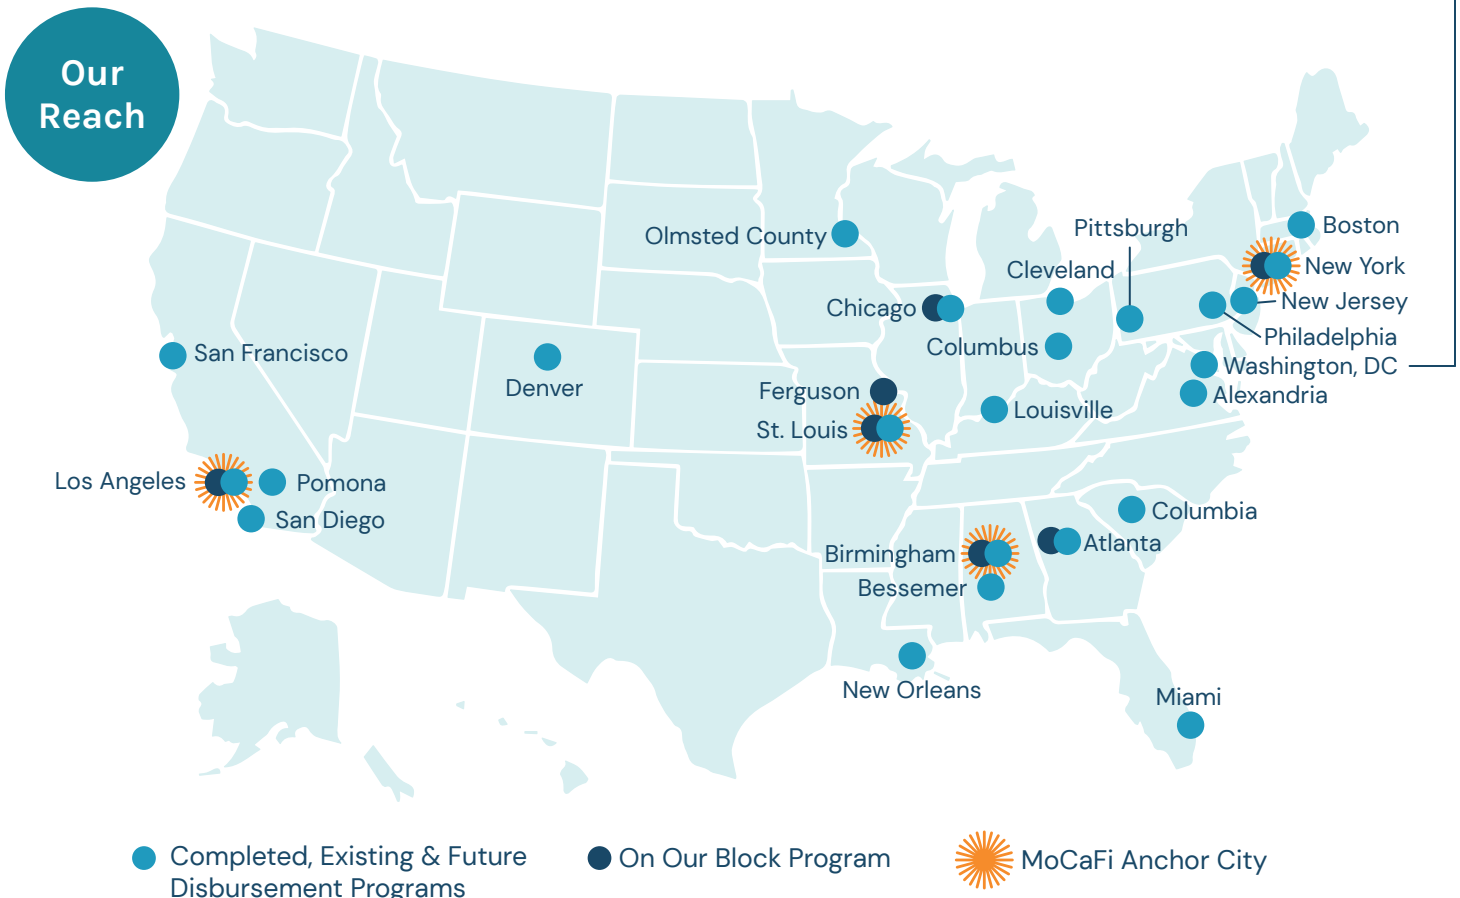 Our
Reach
Pittsburgh
Boston
Olmsted County
New York
Cleveland
New Jersey
Chicago
Philadelphia
Columbus
San Francisco
Washington, DC
Denver
Ferguson
Alexandria
Louisville
St. Louis
Los Angeles
Pomona
San Diego
Columbia
Atlanta
Birmingham
Bessemer
New Orleans
Miami
Completed, Existing & Future
Disbursement Programs
On Our Block Program
MoCaFi Anchor City